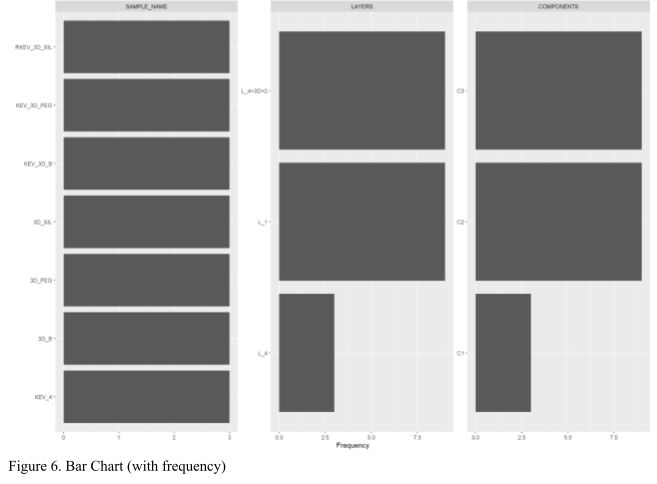 SAMPLE_NAME
LAYERS
COMPONENTS
RKEV_3D_SIL
KEV_3D_PEG
KEV_3D_B
3D_SIL
3D_PEG
3D_B
KEV_4
0 1 2 3
L_4+3D+2
L_1
L_4
0.0 2.5 5.0 7.5
C3
C2
C1
0.0 2.5 5.0 7.5
Frequency
Figure 6. Bar Chart (with frequency)